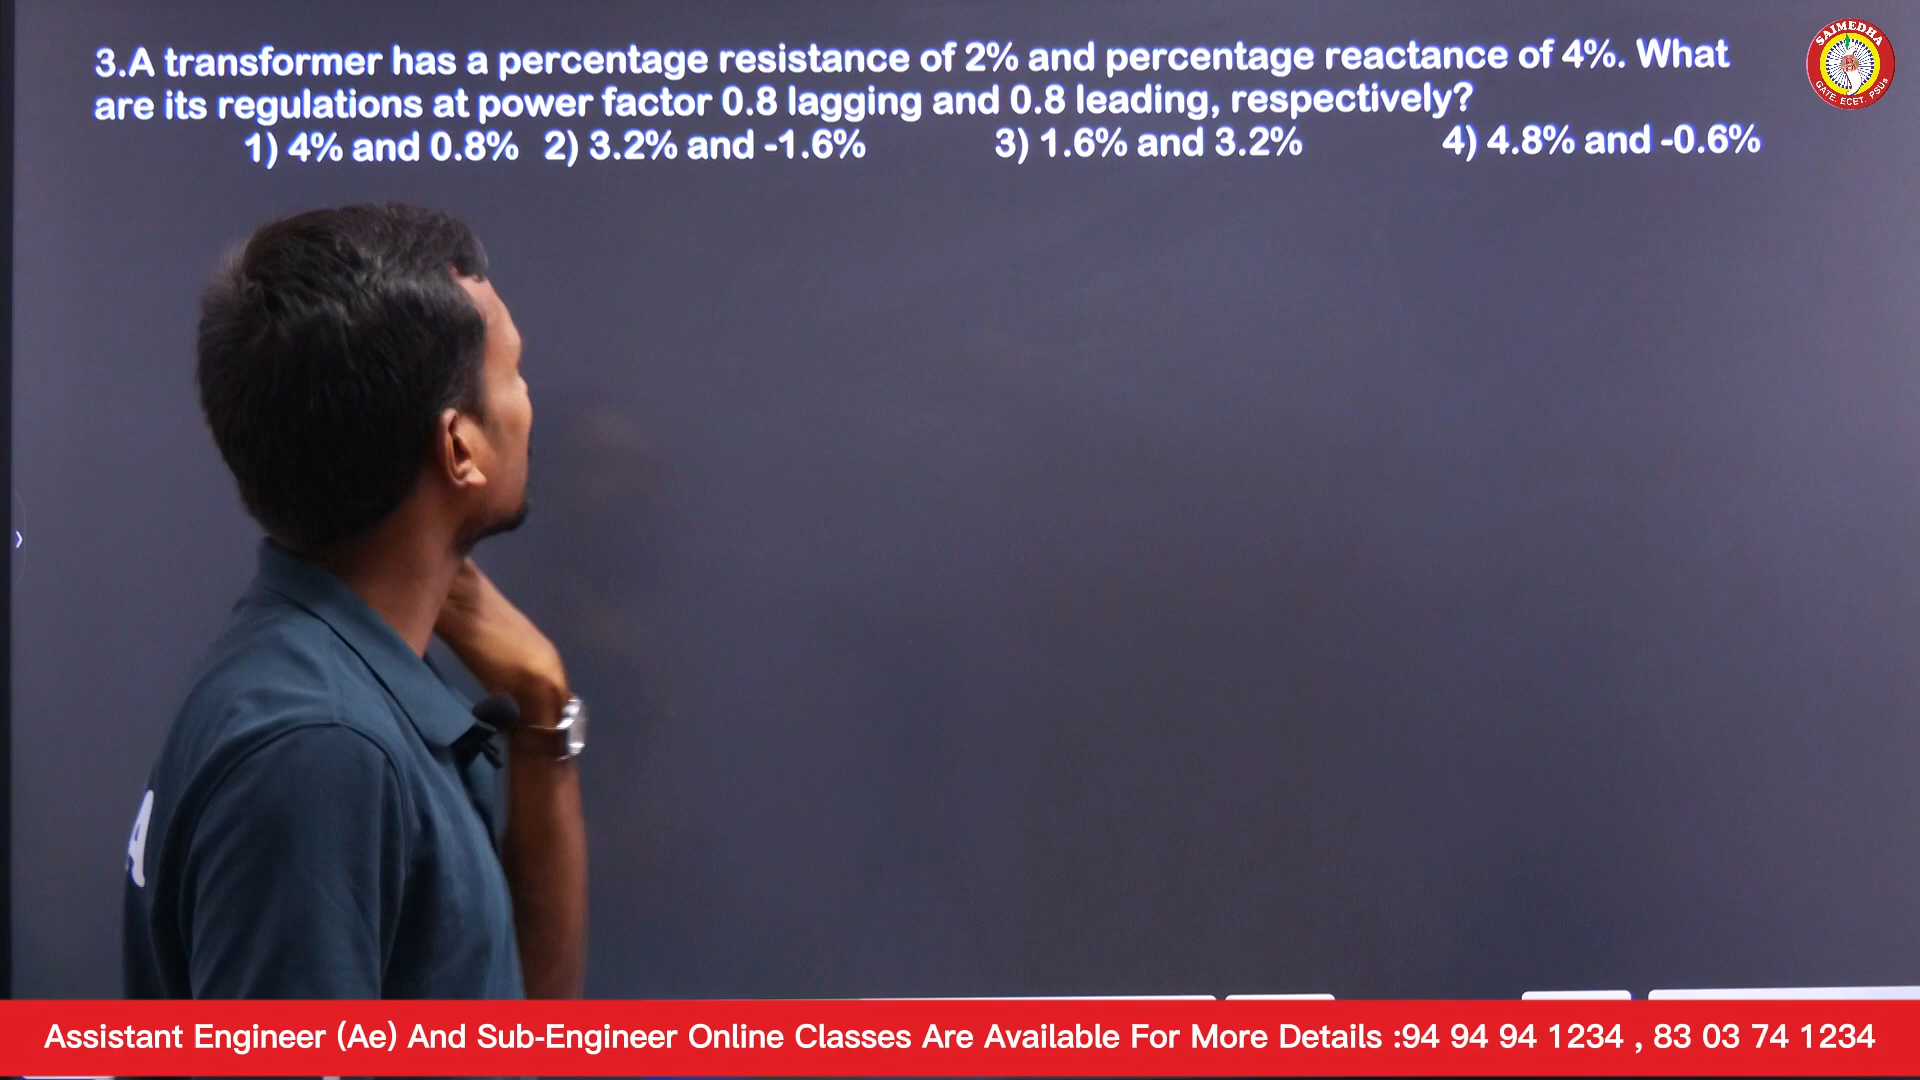 3.A transformer has a percentage resistance of 2% and percentage reactance of 4%. What
are its regulations at power factor 0.8 lagging and 0.8 leading, respectively?
1) 4% and 0.8% 2) 3.2% and -1.6% 3) 1.6% and 3.2% 4) 4.8% and -0.6%
SAIMEDHA
GATE, ECET, PSUs
A
Assistant Engineer (Ae) And Sub-Engineer Online Classes Are Available For More Details :94 94 94 1234 , 83 03 74 1234